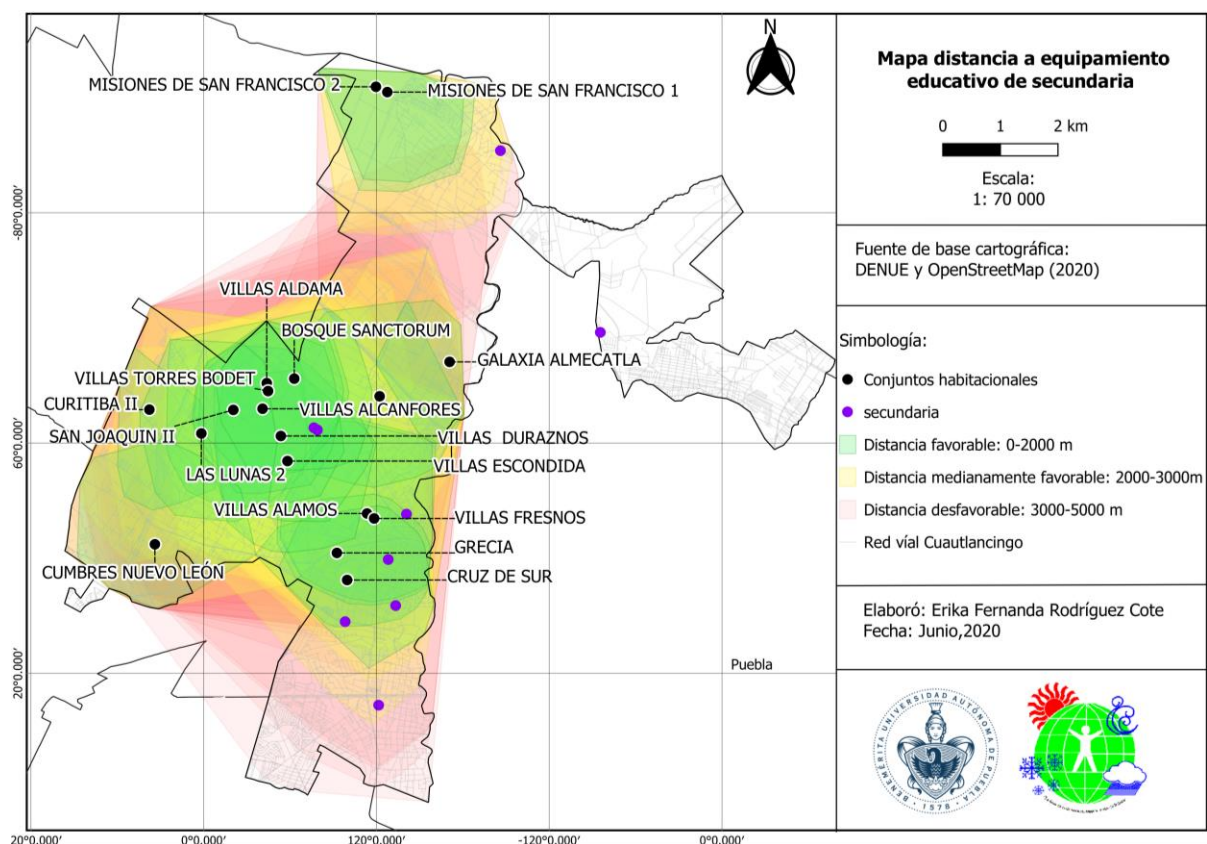 MISIONES DE SAN FRANCISCO 2
MISIONES DE SAN FRANCISCO 1
VILLAS ALDAMA
BOSQUE SANCTORUM
GALAXIA ALMECATLA
VILLAS TORRES BODET
CURITIBA II
VILLAS ALCANFORES
SAN JOAQUIN II
VILLAS DURAZNOS
LAS LUNAS 2
VILLAS ESCONDIDA
VILLAS ALAMOS
VILLAS FRESNOS
GRECIA
CUMBRES NUEVO LEÓN
CRUZ DE SUR
Puebla
-80°0.000'
60°0.000'
20°0.000'
20°0.000'
0°0.000'
120°0.000'
-120°0.000'
0°0.000'
N
Mapa distancia a equipamiento
educativo de secundaria
0 1 2 km
Escala:
1: 70 000
Fuente de base cartográfica:
DENUE y OpenStreetMap (2020)
Simbología:
Conjuntos habitacionales
secundaria
Distancia favorable: 0-2000 m
Distancia medianamente favorable: 2000-3000m
Distancia desfavorable: 3000-5000 m
Red víal Cuautlancingo
Elaboró: Erika Fernanda Rodríguez Cote
Fecha: Junio,2020
BENEMÉRITA UNIVERSIDAD AUTÓNOMA DE PUEBLA
1578